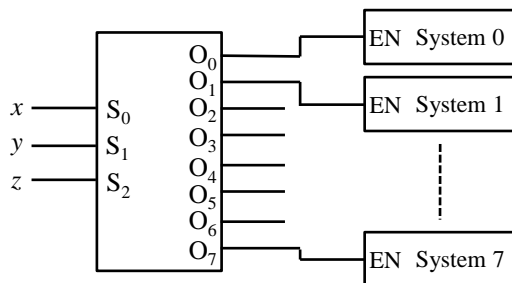 x
y
z
S0
S1
S2
O0
O1
O2
O3
O4
O5
O6
O7
EN System 0
EN System 1
EN System 7